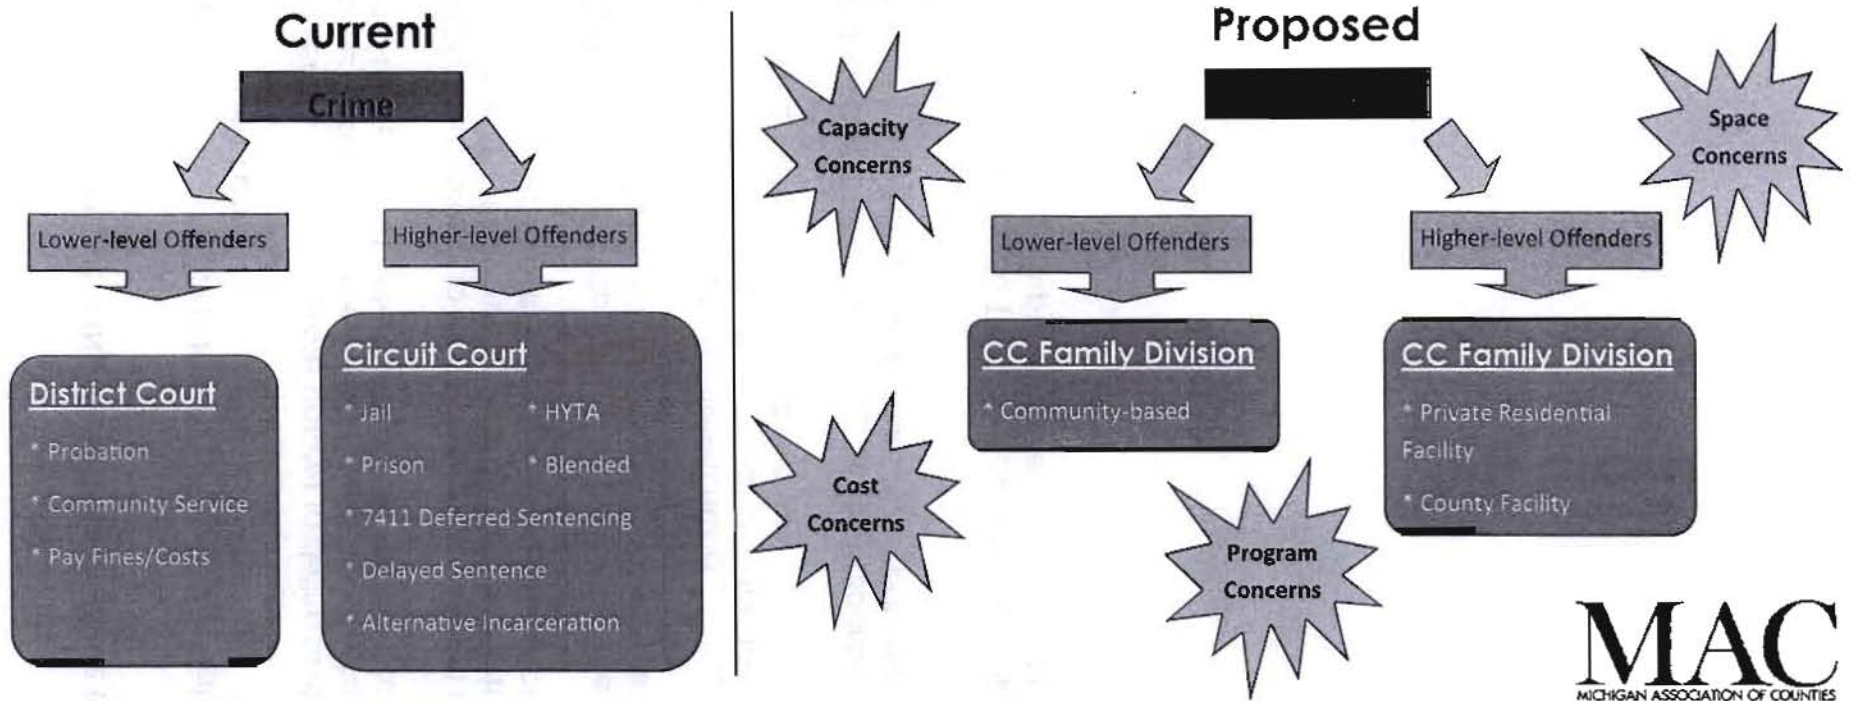 Current
Crime
Lower-level Offenders
Higher-level Offenders
District Court
* Probation
* Community Service
* Pay Fines/Costs
Circuit Court
* Jail * HYTA
* Prison * Blended
* 7411 Deferred Sentencing
* Delayed Sentence
* Alternative Incarceration
Proposed
Capacity
Concerns
Space
Concerns
Lower-level Offenders
Higher-level Offenders
CC Family Division
* Community-based
CC Family Division
* Private Residential
Facility
* County Facility
Cost
Concerns
Program
Concerns
MAC
MICHIGAN ASSOCIATION OF COUNTIES